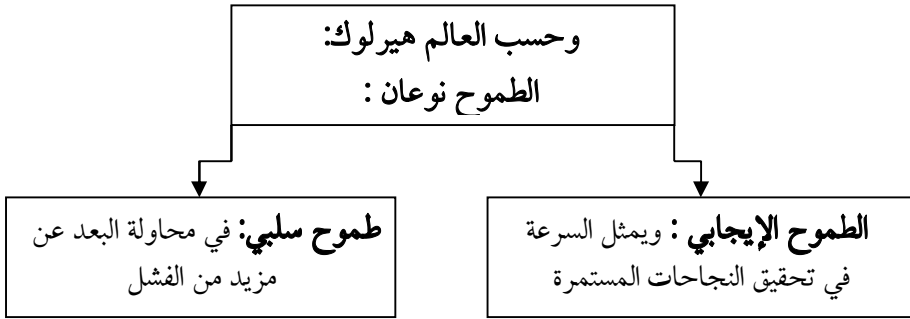 وحسب العالم هيرلوك:
الطموح نوعان :
الطموح الإيجابي : ويمثل السرعة
في تحقيق النجاحات المستمرة
طموح سلبي: في محاولة البعد عن
مزيد من الفشل